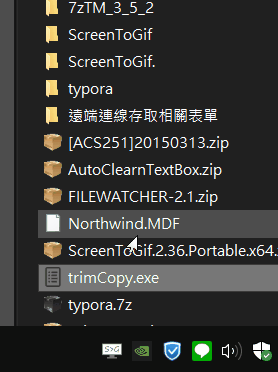 7zTM_3_5_2
ScreenToGif
ScreenToGif.
typora
遠端連線存取相關表單
[ACS251]20150313.zip
AutoClearnTextBox.zip
FILEWATCHER-2.1.zip
Northwind.MDF
ScreenToGif.2.36.Portable.x64.
trimCopy.exe
typora.7z
S>G